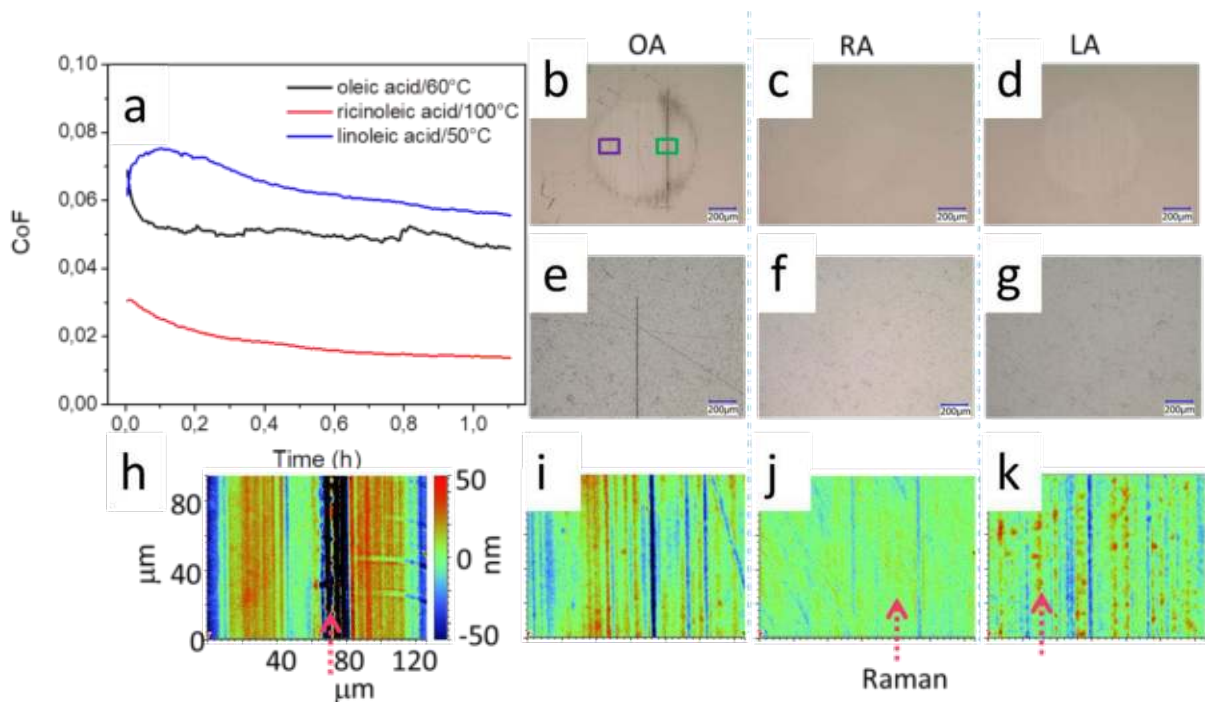 a
0,10
0,08
0,06
0,04
0,02
0,00
CoF
oleic acid/60°C
ricinoleic acid/100°C
linoleic acid/50°C
0,0 0,2 0,4 0,6 0,8 1,0
Time (h)
OA RA LA
b c d
200µm 200µm 200µm
e f g
200µm 200µm 200µm
h i j k
80
40
0
µm
40 80 120
µm
50
0
-50
nm
Raman